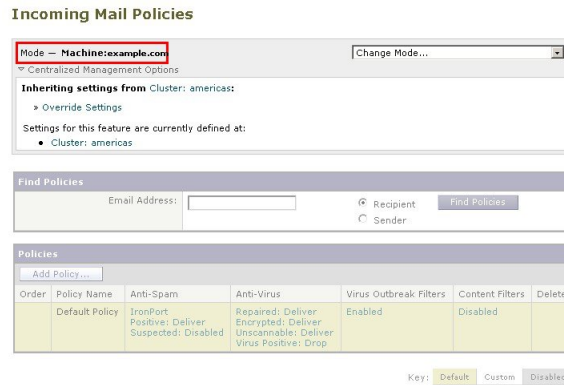 Incoming Mail Policies
Mode — Machine:example.com
Change Mode...
Centralized Management Options
Inheriting settings from Cluster: americas:
» Override Settings
Settings for this feature are currently defined at:
• Cluster: americas
Find Policies
Email Address:
Recipient
Sender
Find Policies
Policies
Add Policy...
Order Policy Name Anti-Spam Anti-Virus Virus Outbreak Filters Content Filters Delete
Default Policy IronPort Repaired: Deliver Enabled Disabled
Positive: Deliver Encrypted: Deliver
Suspected: Disabled Unscannable: Deliver
Virus Positive: Drop
Key: Default Custom Disabled